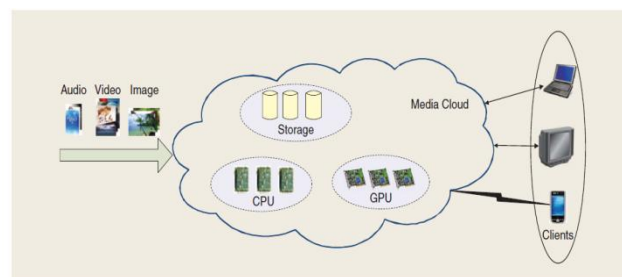 Audio Video Image
Media Cloud
Storage
CPU
GPU
Clients